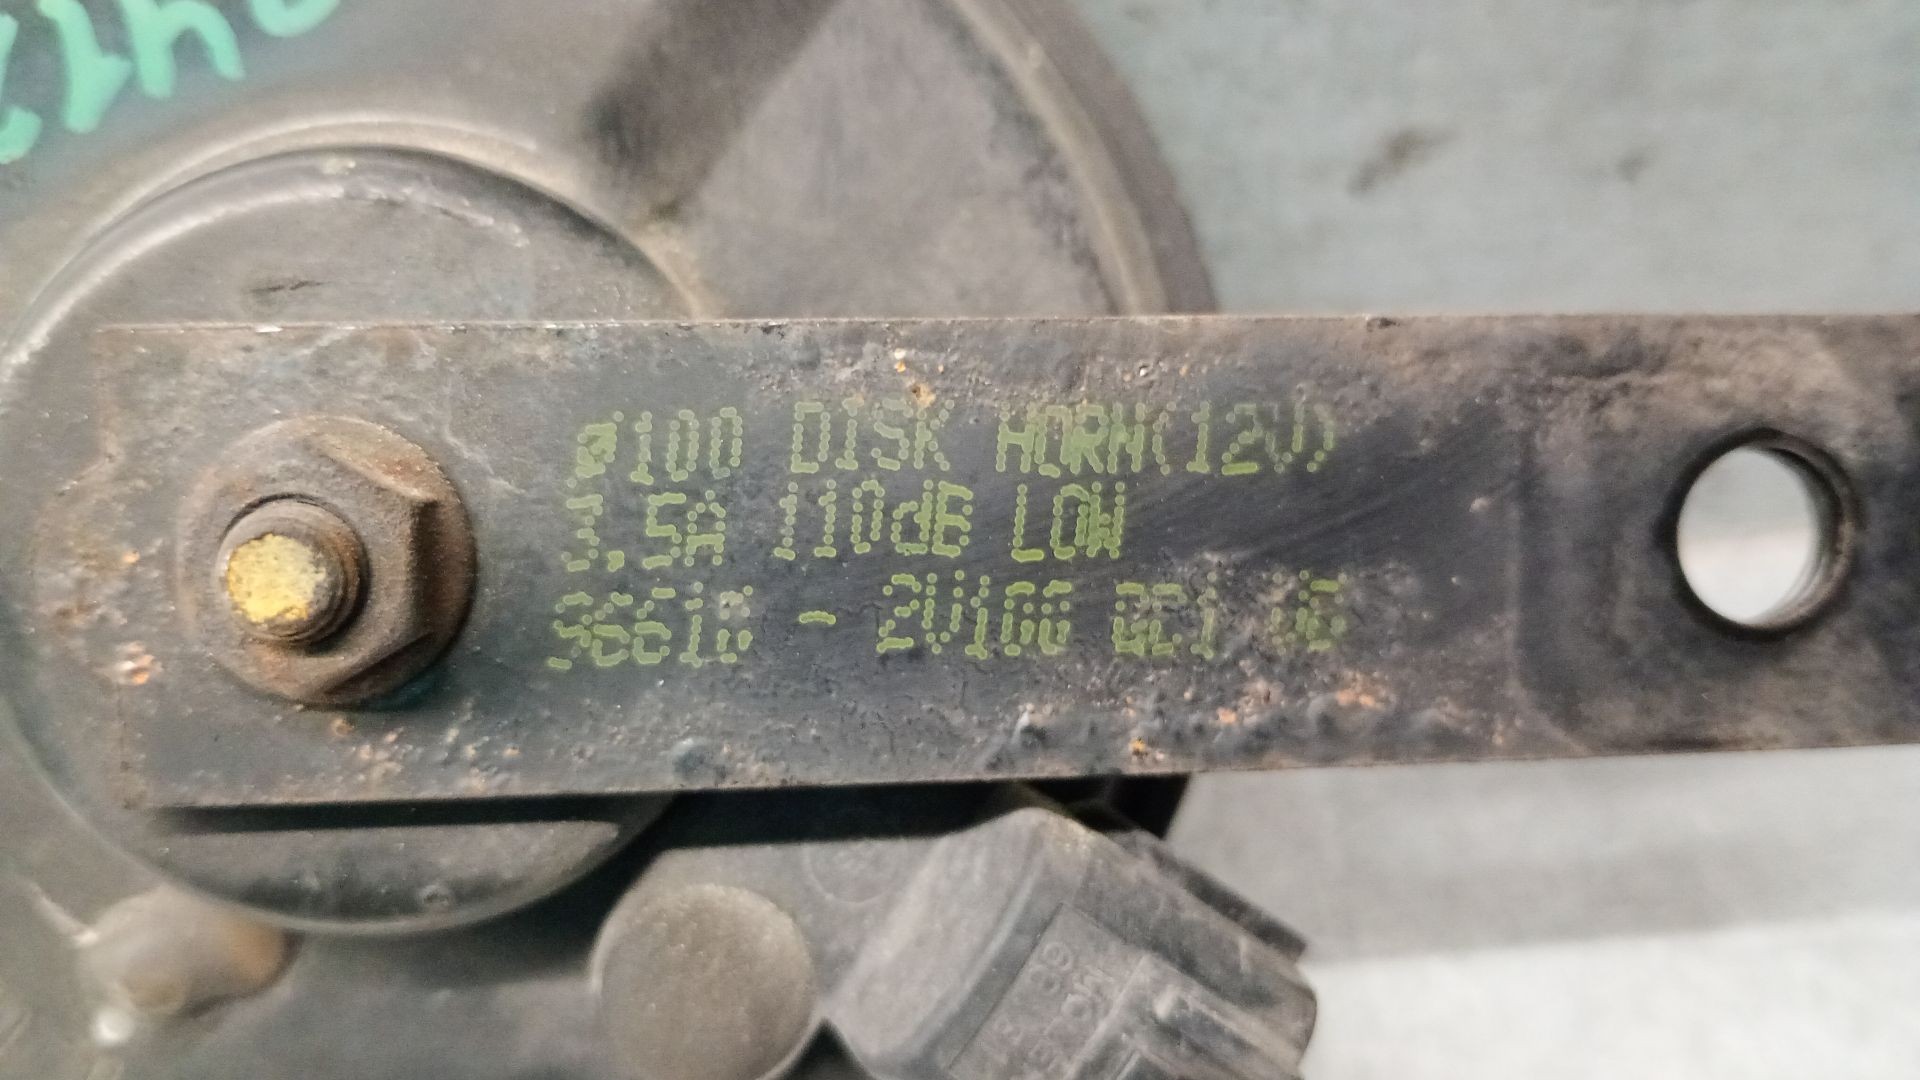 ø100 DISK HORN(12V)
3.5A 110dB LOW
96610 - 2V100